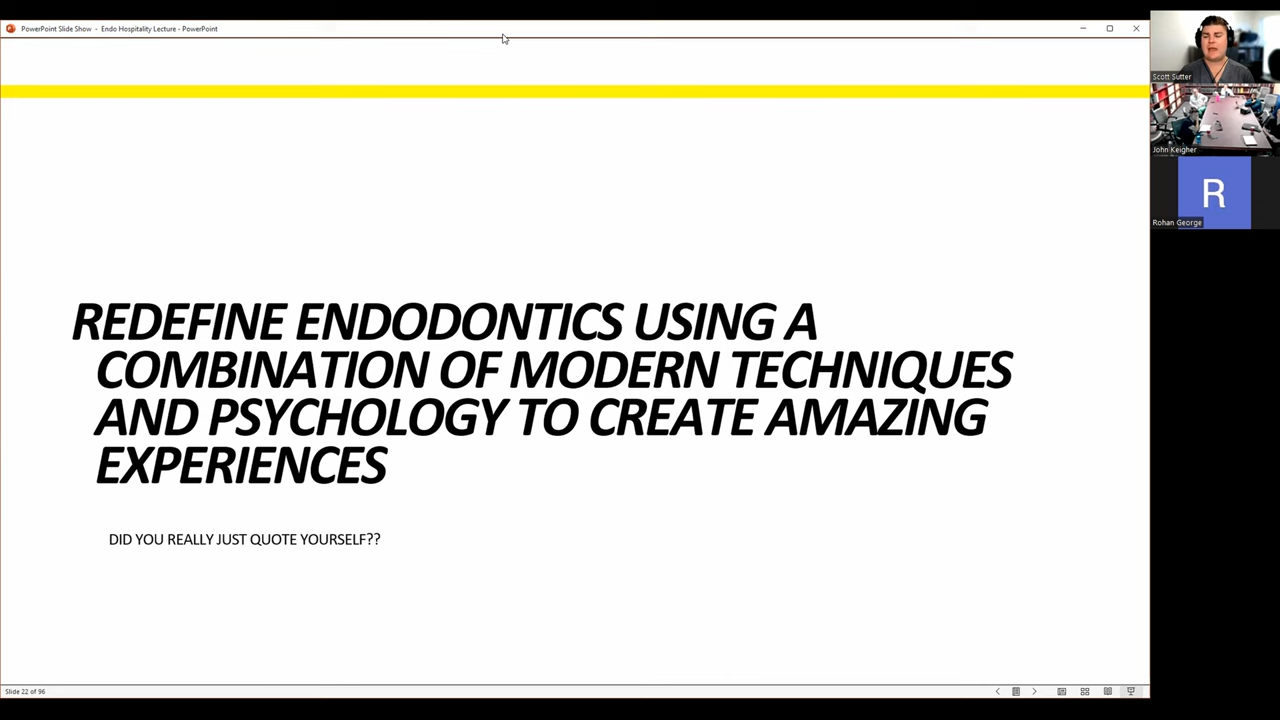 PowerPoint Slide Show - Endo Hospitality Lecture - PowerPoint
Scott Sutter
John Keigher
R
Rohan George
REDEFINE ENDODONTICS USING A
COMBINATION OF MODERN TECHNIQUES
AND PSYCHOLOGY TO CREATE AMAZING
EXPERIENCES
DID YOU REALLY JUST QUOTE YOURSELF??
Slide 22 of 96